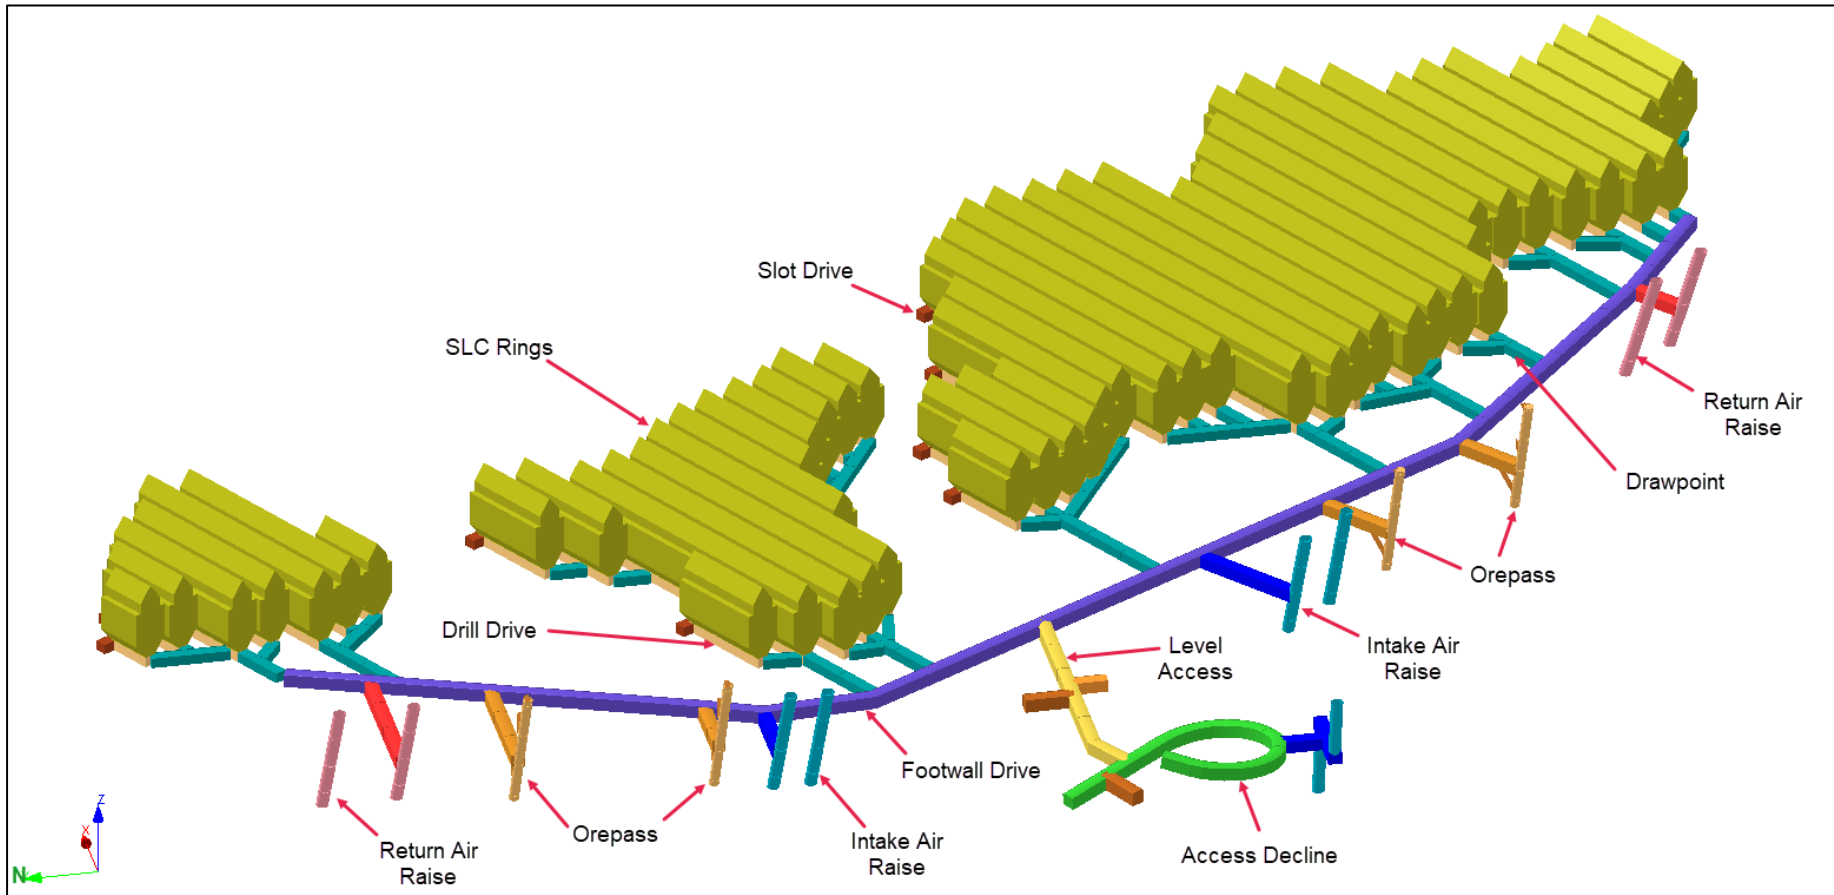 Slot Drive
SLC Rings
Return Air
Raise
Drawpoint
Orepass
Drill Drive
Level
Access
Intake Air
Raise
Footwall Drive
Orepass
Return Air
Raise
Intake Air
Raise
Access Decline
Z
X
N